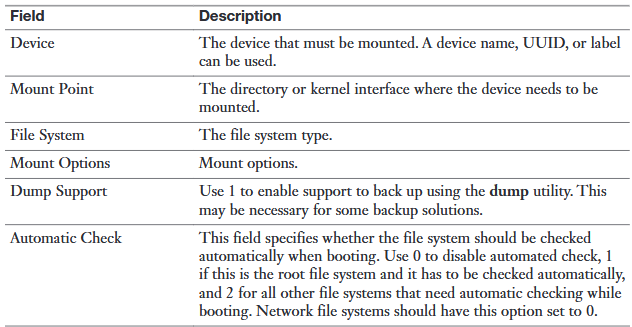 Field Description
Device The device that must be mounted. A device name, UUID, or label
can be used.
Mount Point The directory or kernel interface where the device needs to be
mounted.
File System The file system type.
Mount Options Mount options.
Dump Support Use 1 to enable support to back up using the dump utility. This
may be necessary for some backup solutions.
Automatic Check This field specifies whether the file system should be checked
automatically when booting. Use 0 to disable automated check, 1
if this is the root file system and it has to be checked automatically,
and 2 for all other file systems that need automatic checking while
booting. Network file systems should have this option set to 0.